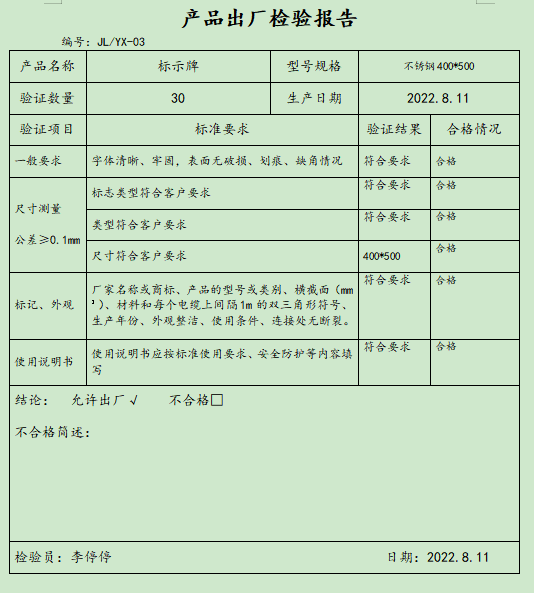 产品出厂检验报告
编号：JL/YX-03
产品名称 标示牌 型号规格 不锈钢400*500
验证数量 30 生产日期 2022.8.11
验证项目 标准要求 验证结果 合格情况
一般要求 字体清晰、牢固，表面无破损、划痕、缺角情况 符合要求 合格
尺寸测量
公差≥0.1mm
标志类型符合客户要求 符合要求 合格
类型符合客户要求 符合要求 合格
尺寸符合客户要求 400*500 合格
标记、外观
厂家名称或商标、产品的型号或类别、横截面（mm
²）、材料和每个电缆上间隔1m的双三角形符号、
生产年份、外观整洁、使用条件、连接处无断裂。
符合要求 合格
使用说明书
使用说明书应按标准使用要求、安全防护等内容填
写
符合要求 合格
结论： 允许出厂√ 不合格□
不合格简述：
检验员：李停停 日期：2022.8.11